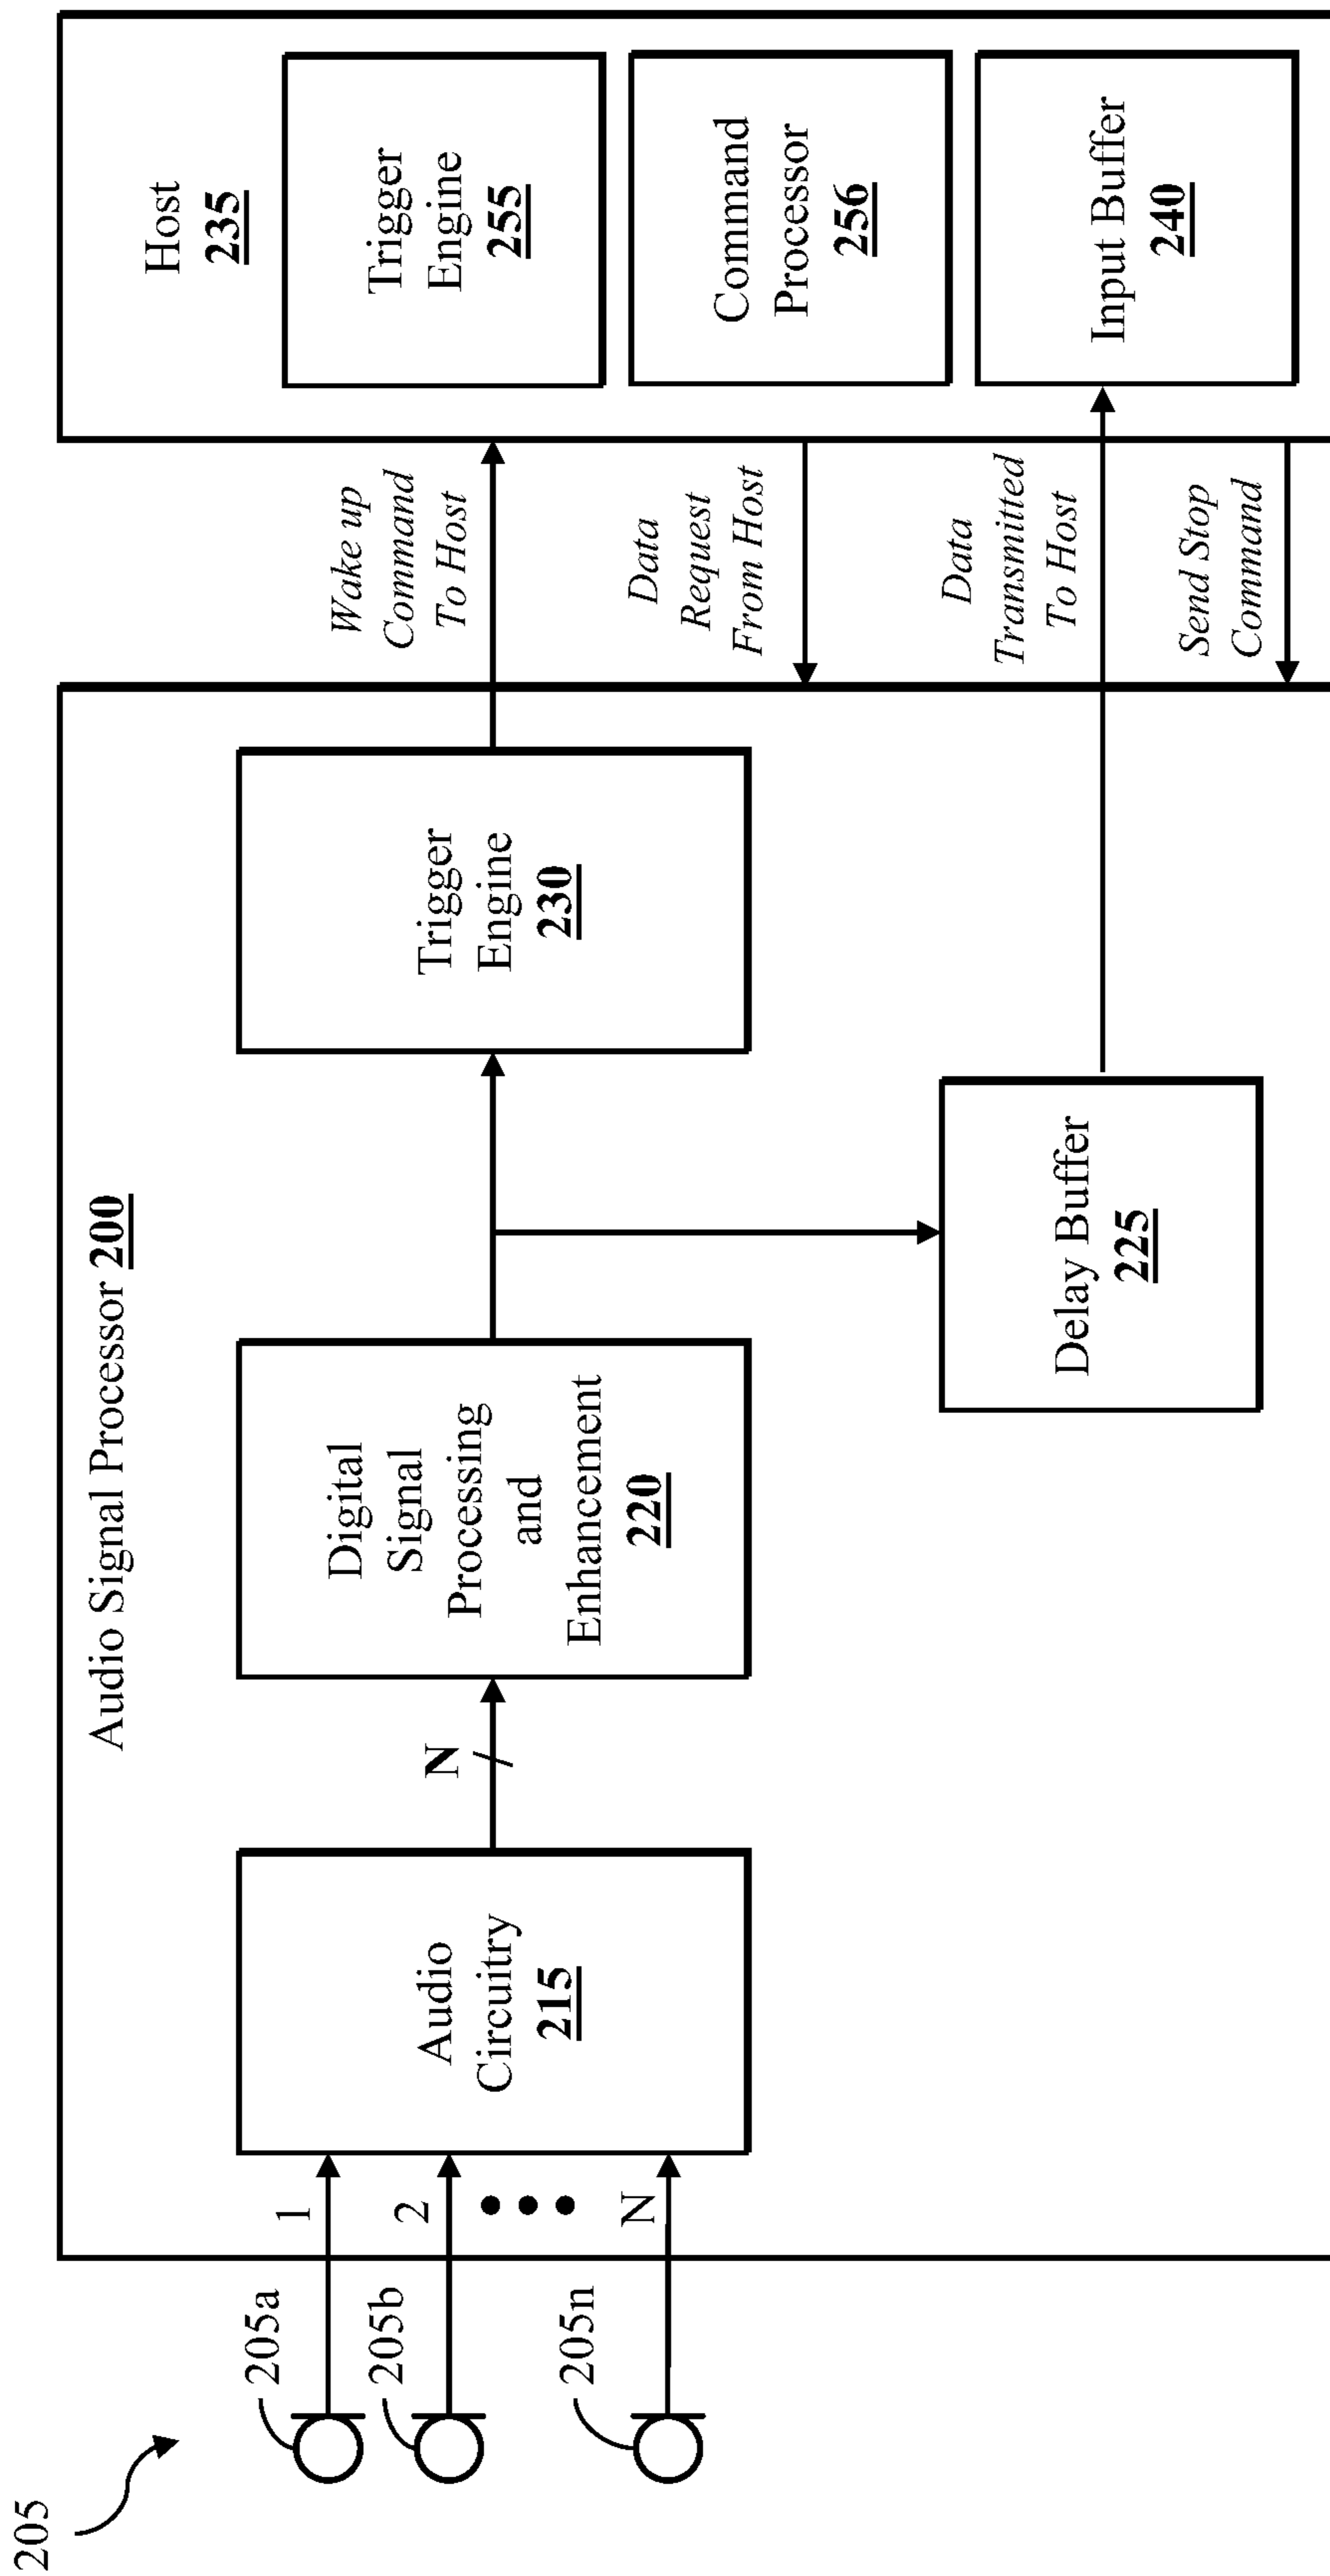 205
205a
205b
205n
1
2
N
Audio Signal Processor 200
Audio
Circuitry
215
N
Digital
Signal
Processing
and
Enhancement
220
Trigger
Engine
230
Delay Buffer
225
Wake up
Command
To Host
Data
Request
From Host
Data
Transmitted
To Host
Send Stop
Command
Host
235
Trigger
Engine
255
Command
Processor
256
Input Buffer
240